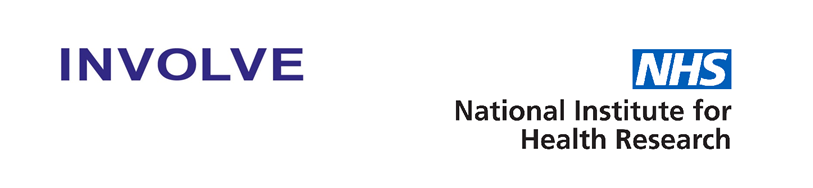 INVOLVE
NHS
National Institute for
Health Research